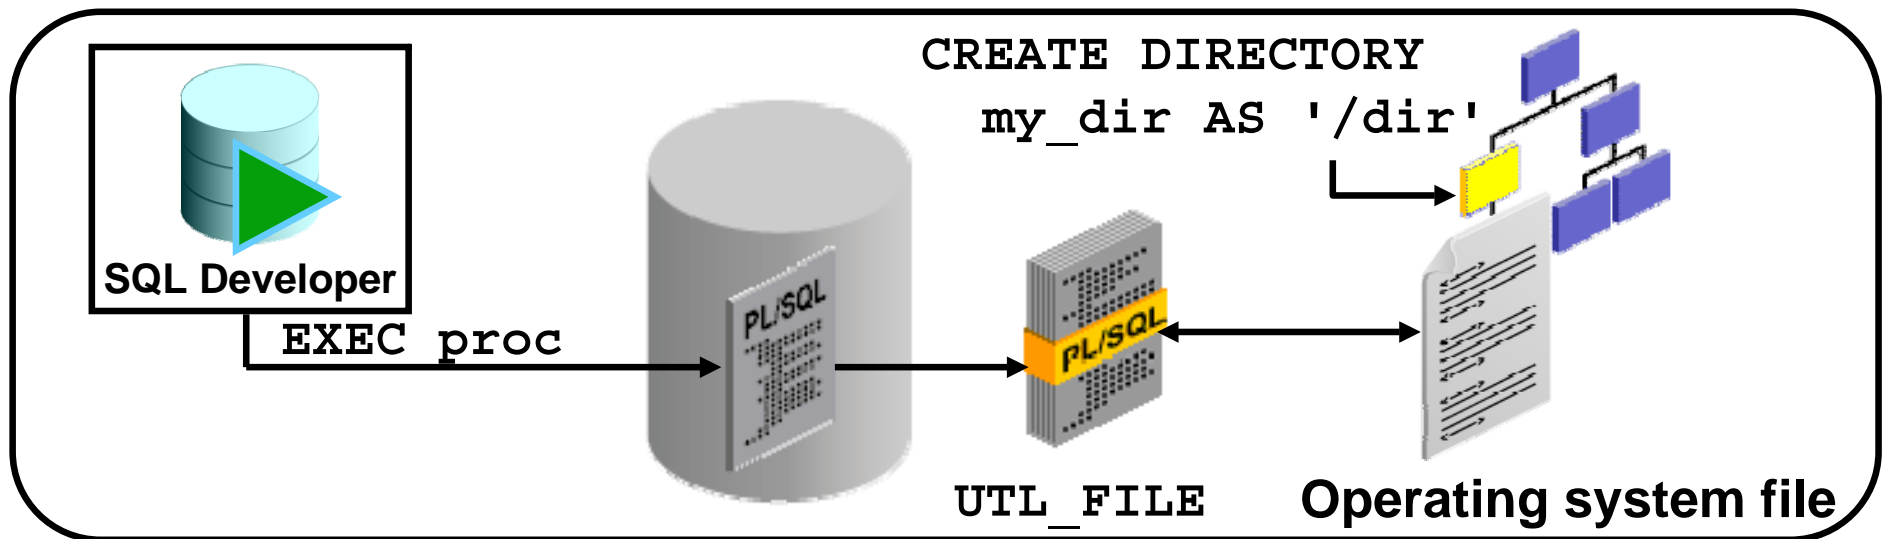 CREATE DIRECTORY
my_dir AS '/dir'
SQL Developer
EXEC proc
PL/SQL
PL/SQL
UTL_FILE
Operating system file